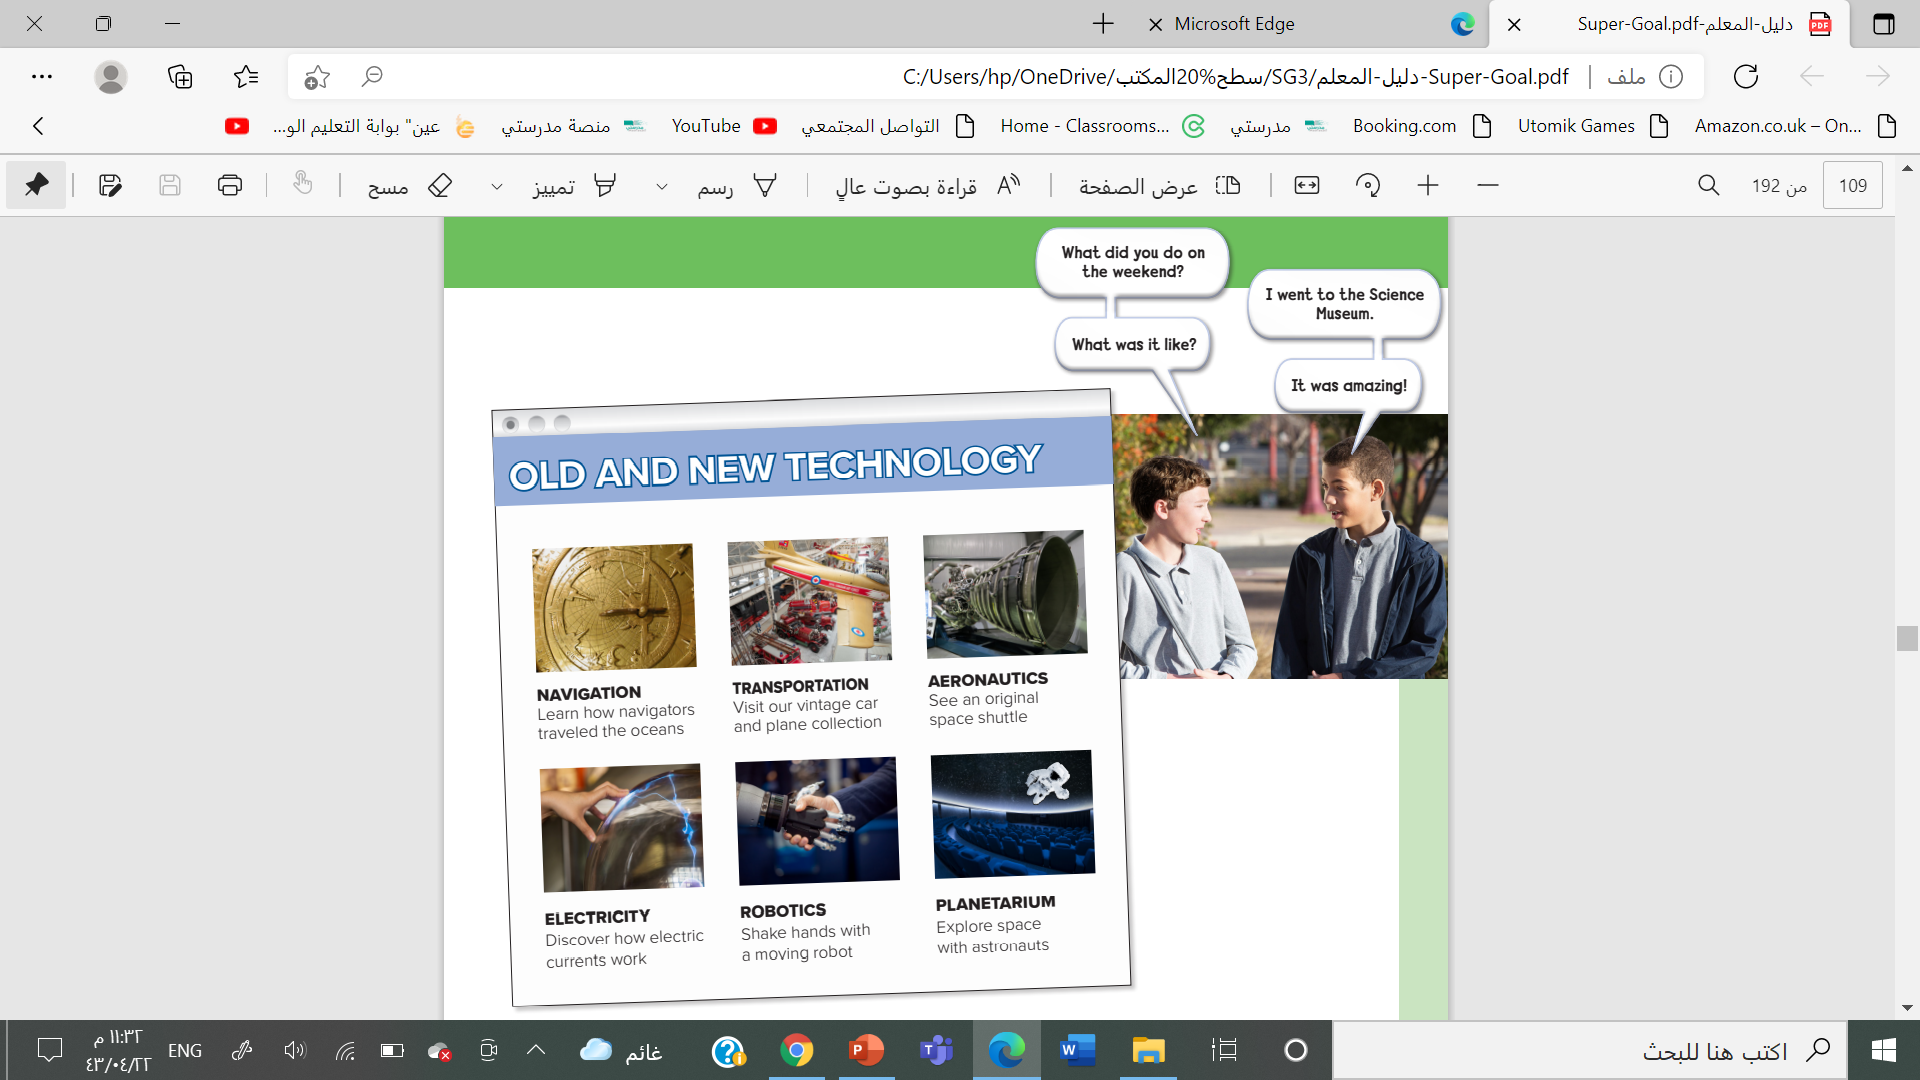 دليل-المعلم-Super-Goal.pdf
Microsoft Edge
ملف
C:/Users/hp/OneDrive/سطح%20المكتب/SG3/دليل-المعلم-Super-Goal.pdf
Amazon.co.uk – On...
Utomik Games
Booking.com
مدرستي
Home - Classrooms...
التواصل المجتمعي
YouTube
منصة مدرستي
عين" بوابة التعليم الو...
109
من 192
عرض الصفحة
قراءة بصوت عالٍ
رسم
تمييز
مسح
What did you do on
the weekend?
I went to the Science
Museum.
What was it like?
It was amazing!
OLD AND NEW TECHNOLOGY
NAVIGATION
Learn how navigators
traveled the oceans
TRANSPORTATION
Visit our vintage car
and plane collection
AERONAUTICS
See an original
space shuttle
ELECTRICITY
Discover how electric
currents work
ROBOTICS
Shake hands with
a moving robot
PLANETARIUM
Explore space
with astronauts
اكتب هنا للبحث
غائم
ENG
١١:٣٢ م
٤٣/٠٤/٢٢